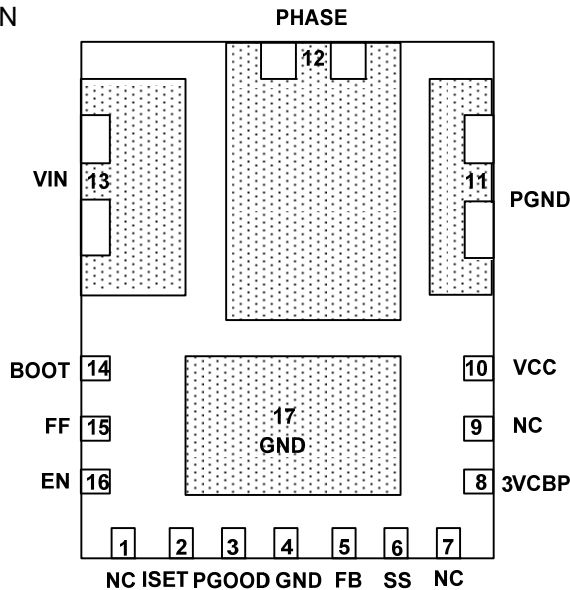 N
PHASE
12
VIN 13
11 PGND
BOOT 14
10 VCC
FF 15
17
GND
9 NC
EN 16
8 3VCBP
1 2 3 4 5 6 7
NC ISET PGOOD GND FB SS NC